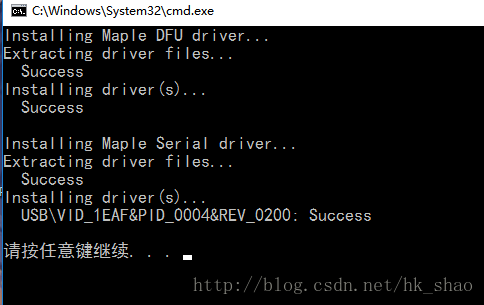 C:\Windows\System32\cmd.exe
Installing Maple DFU driver...
Extracting driver files...
  Success
Installing driver(s)...
  Success

Installing Maple Serial driver...
Extracting driver files...
  Success
Installing driver(s)...
  USB\VID_1EAF&PID_0004&REV_0200: Success

请按任意键继续. . .
http://blog.csdn.net/hk_shao